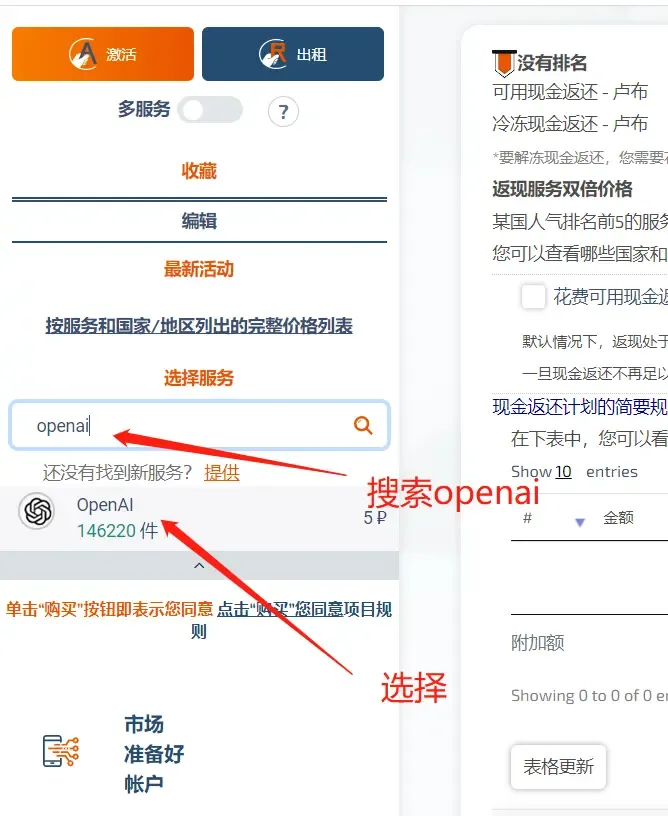 激活
出租
多服务
?
收藏
编辑
最新活动
按服务和国家/地区列出的完整价格列表
选择服务
openai
还没有找到新服务? 提供
OpenAI
146220 件
5 ₽
搜索openai
选择
单击“购买”按钮即表示您同意 点击“购买”您同意项目规
则
市场
准备好
帐户
没有排名
可用现金返还 - 卢布
冷冻现金返还 - 卢布
*要解冻现金返还，您需要
返现服务双倍价格
某国人气排名前5的服务
您可以查看哪些国家和
花费可用现金返
默认情况下，返现处于
一旦现金返还不再足以
现金返还计划的简要规
在下表中，您可以看
Show 10 entries
# 金额
附加额
Showing 0 to 0 of 0 e
表格更新